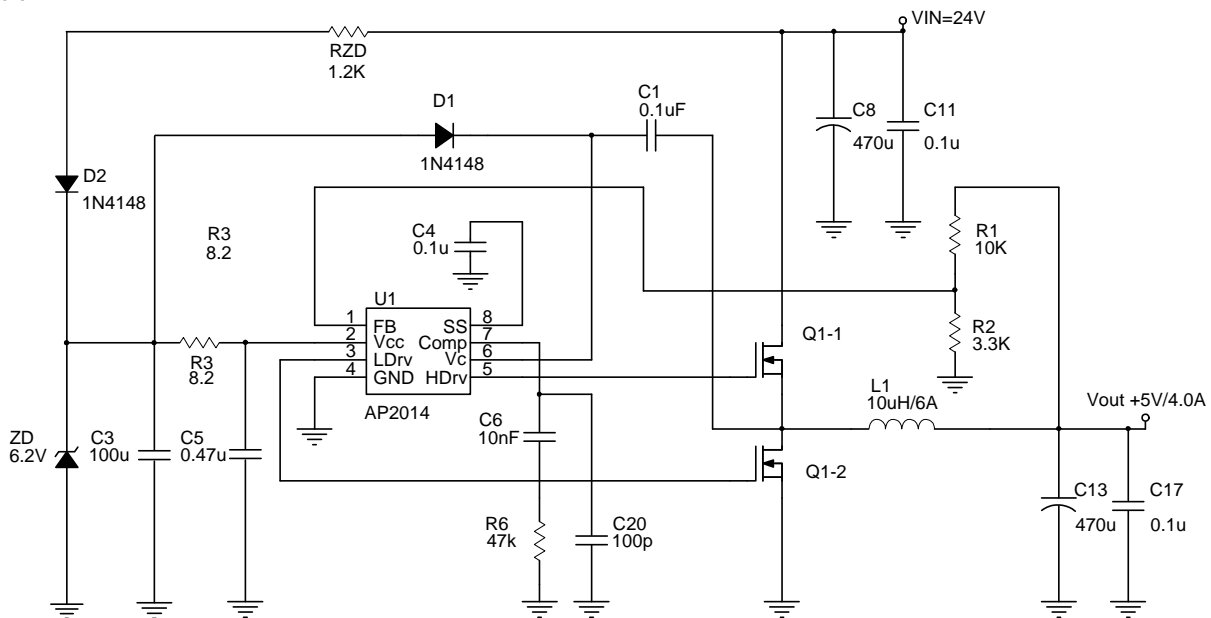 VIN=24V
RZD
1.2K
D1
1N4148
C1
0.1uF
C8
470u
C11
0.1u
D2
1N4148
R3
8.2
C4
0.1u
R1
10K
U1
1 FB SS 8
2 Vcc Comp 7
3 LDrv Vc 6
4 GND HDrv 5
AP2014
R3
8.2
Q1-1
R2
3.3K
L1
10uH/6A
Vout +5V/4.0A
ZD
6.2V
C3
100u
C5
0.47u
C6
10nF
Q1-2
R6
47k
C20
100p
C13
470u
C17
0.1u